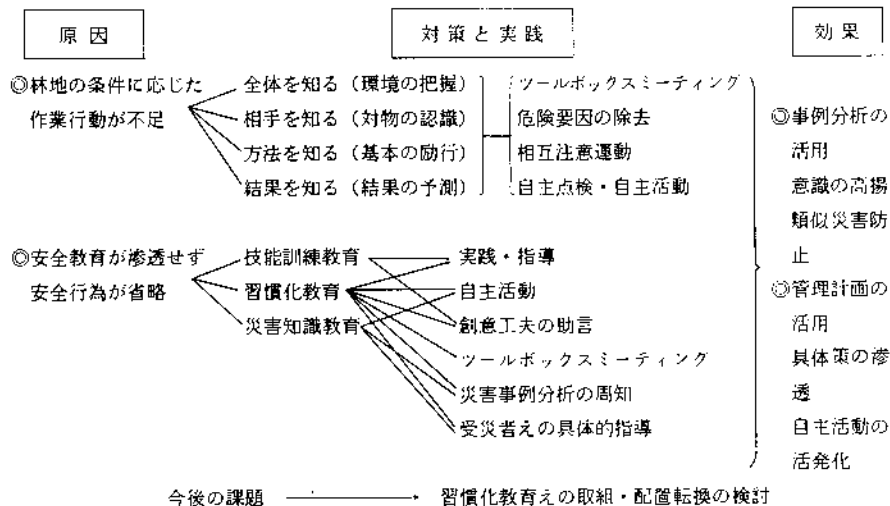 原因
対策と実践
効果
◎林地の条件に応じた
作業行動が不足
全体を知る（環境の把握）
相手を知る（対物の認識）
方法を知る（基本の励行）
結果を知る（結果の予測）
ツールボックスミーティング
危険要因の除去
相互注意運動
自主点検・自主活動
◎安全教育が滲透せず
安全行為が省略
技能訓練教育
習慣化教育
災害知識教育
実践・指導
自主活動
創意工夫の助言
ツールボックスミーティング
災害事例分析の周知
受災者えの具体的指導
◎事例分析の
活用
意識の高揚
類似災害防
止
◎管理計画の
活用
具体策の滲
透
自主活動の
活発化
今後の課題 → 習慣化教育えの取組・配置転換の検討